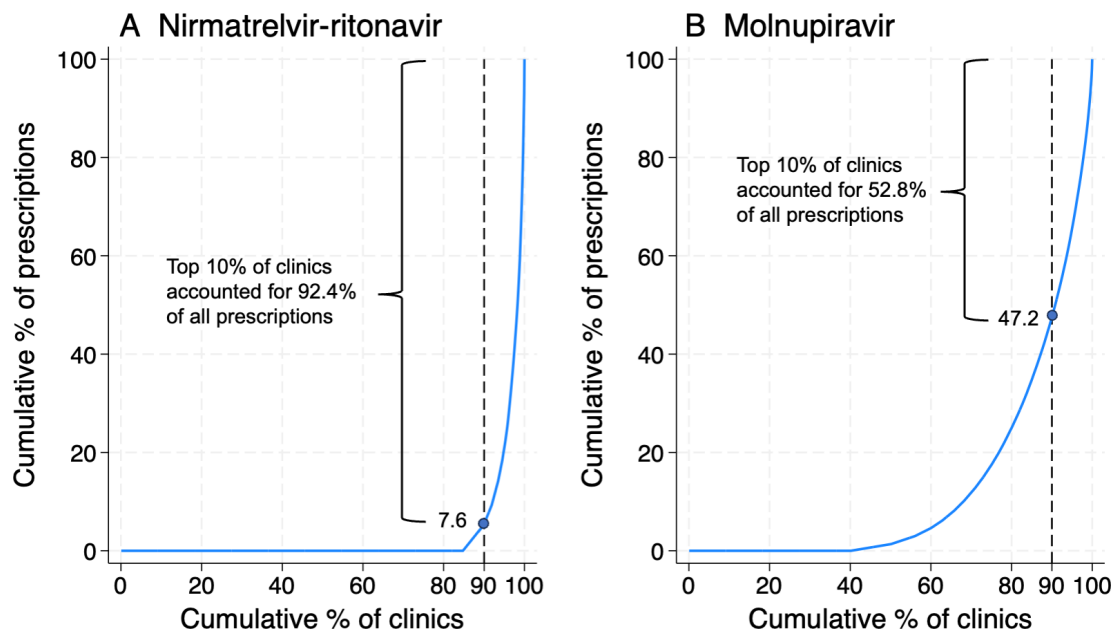 A Nirmatrelvir-ritonavir
Cumulative % of prescriptions
100
80
60
40
20
0
Top 10% of clinics
accounted for 92.4%
of all prescriptions
7.6
0 20 40 60 80 90 100
Cumulative % of clinics
B Molnupiravir
Cumulative % of prescriptions
100
80
60
40
20
0
Top 10% of clinics
accounted for 52.8%
of all prescriptions
47.2
0 20 40 60 80 90 100
Cumulative % of clinics